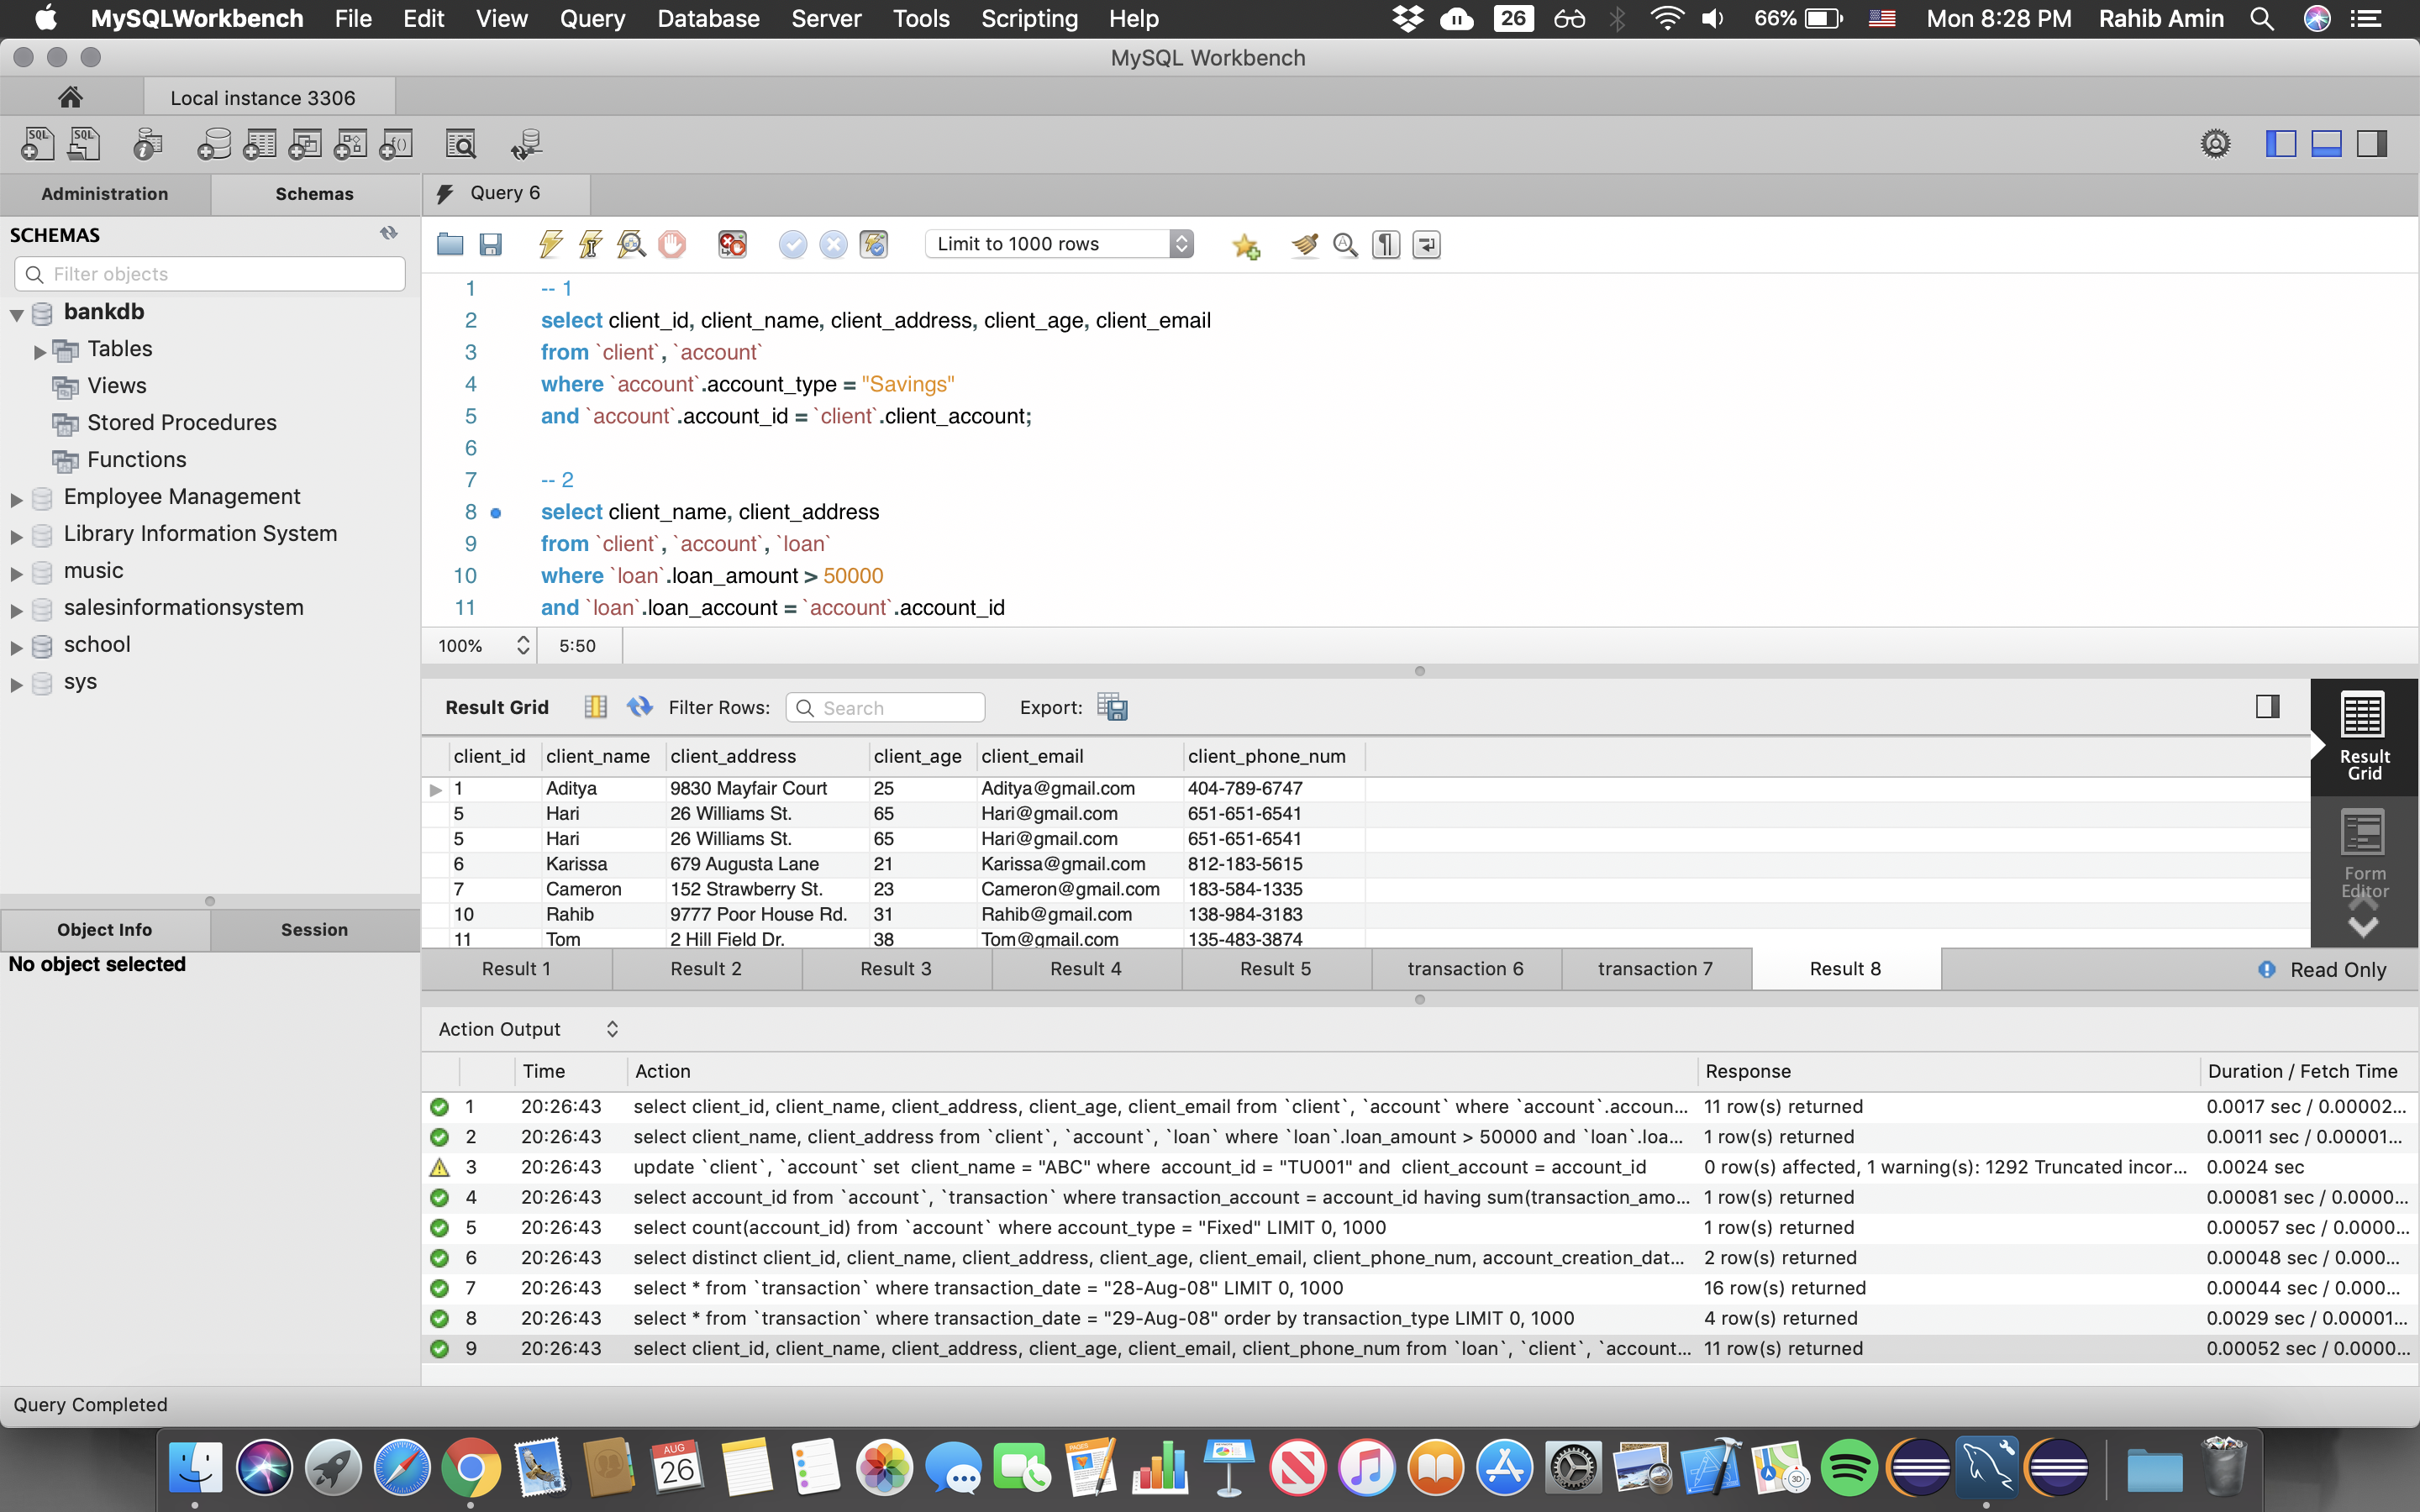 MySQLWorkbench File Edit View Query Database Server Tools Scripting Help 26 66% Mon 8:28 PM Rahib Amin
MySQL Workbench
Local instance 3306
SQL SQL
Administration Schemas Query 6
SCHEMAS
Filter objects
bankdb
Tables
Views
Stored Procedures
Functions
Employee Management
Library Information System
music
salesinformationsystem
school
sys
Object Info Session
No object selected
Limit to 1000 rows
1 -- 1
2 select client_id, client_name, client_address, client_age, client_email
3 from `client`, `account`
4 where `account`.account_type = "Savings"
5 and `account`.account_id = `client`.client_account;
6
7 -- 2
8 select client_name, client_address
9 from `client`, `account`, `loan`
10 where `loan`.loan_amount > 50000
11 and `loan`.loan_account = `account`.account_id
100% 5:50
Result Grid Filter Rows: Search Export:
client_id client_name client_address client_age client_email client_phone_num
1 Aditya 9830 Mayfair Court 25 Aditya@gmail.com 404-789-6747
5 Hari 26 Williams St. 65 Hari@gmail.com 651-651-6541
5 Hari 26 Williams St. 65 Hari@gmail.com 651-651-6541
6 Karissa 679 Augusta Lane 21 Karissa@gmail.com 812-183-5615
7 Cameron 152 Strawberry St. 23 Cameron@gmail.com 183-584-1335
10 Rahib 9777 Poor House Rd. 31 Rahib@gmail.com 138-984-3183
11 Tom 2 Hill Field Dr. 38 Tom@gmail.com 135-483-3874
Result
Grid
Form
Editor
Result 1 Result 2 Result 3 Result 4 Result 5 transaction 6 transaction 7 Result 8 Read Only
Action Output
Time Action Response Duration / Fetch Time
1 20:26:43 select client_id, client_name, client_address, client_age, client_email from `client`, `account` where `account`.accoun... 11 row(s) returned 0.0017 sec / 0.00002...
2 20:26:43 select client_name, client_address from `client`, `account`, `loan` where `loan`.loan_amount > 50000 and `loan`.loa... 1 row(s) returned 0.0011 sec / 0.00001...
3 20:26:43 update `client`, `account` set client_name = "ABC" where account_id = "TU001" and client_account = account_id 0 row(s) affected, 1 warning(s): 1292 Truncated incor... 0.0024 sec
4 20:26:43 select account_id from `account`, `transaction` where transaction_account = account_id having sum(transaction_amo... 1 row(s) returned 0.00081 sec / 0.0000...
5 20:26:43 select count(account_id) from `account` where account_type = "Fixed" LIMIT 0, 1000 1 row(s) returned 0.00057 sec / 0.0000...
6 20:26:43 select distinct client_id, client_name, client_address, client_age, client_email, client_phone_num, account_creation_dat... 2 row(s) returned 0.00048 sec / 0.000...
7 20:26:43 select * from `transaction` where transaction_date = "28-Aug-08" LIMIT 0, 1000 16 row(s) returned 0.00044 sec / 0.000...
8 20:26:43 select * from `transaction` where transaction_date = "29-Aug-08" order by transaction_type LIMIT 0, 1000 4 row(s) returned 0.0029 sec / 0.00001...
9 20:26:43 select client_id, client_name, client_address, client_age, client_email, client_phone_num from `loan`, `client`, `account... 11 row(s) returned 0.00052 sec / 0.0000...
Query Completed
AUG
26
PAGES
3D